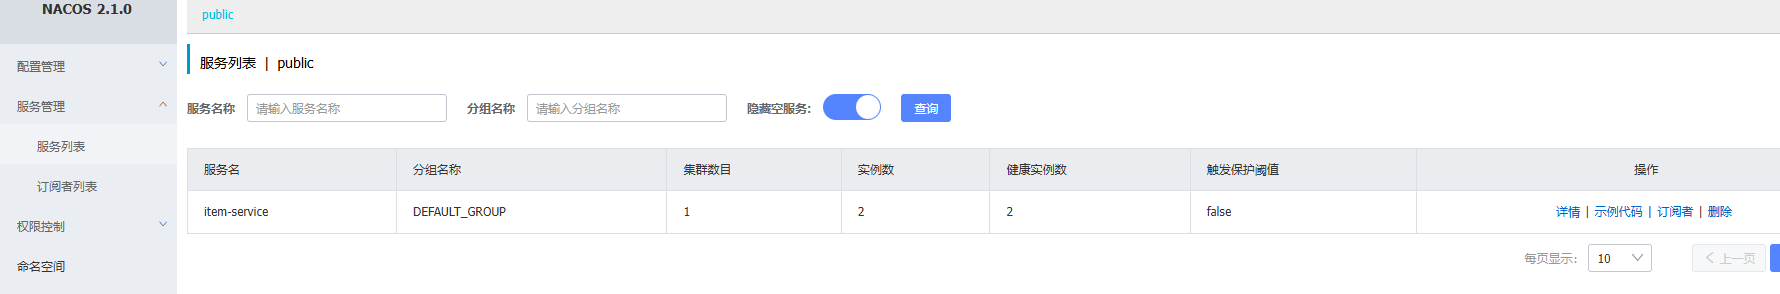 NACOS 2.1.0
public
配置管理
服务列表 | public
服务管理
服务名称 请输入服务名称 分组名称 请输入分组名称 隐藏空服务: 查询
服务列表
服务名 分组名称 集群数目 实例数 健康实例数 触发保护阈值 操作
订阅者列表
item-service DEFAULT_GROUP 1 2 2 false 详情 | 示例代码 | 订阅者 | 删除
权限控制
每页显示: 10 上一页
命名空间